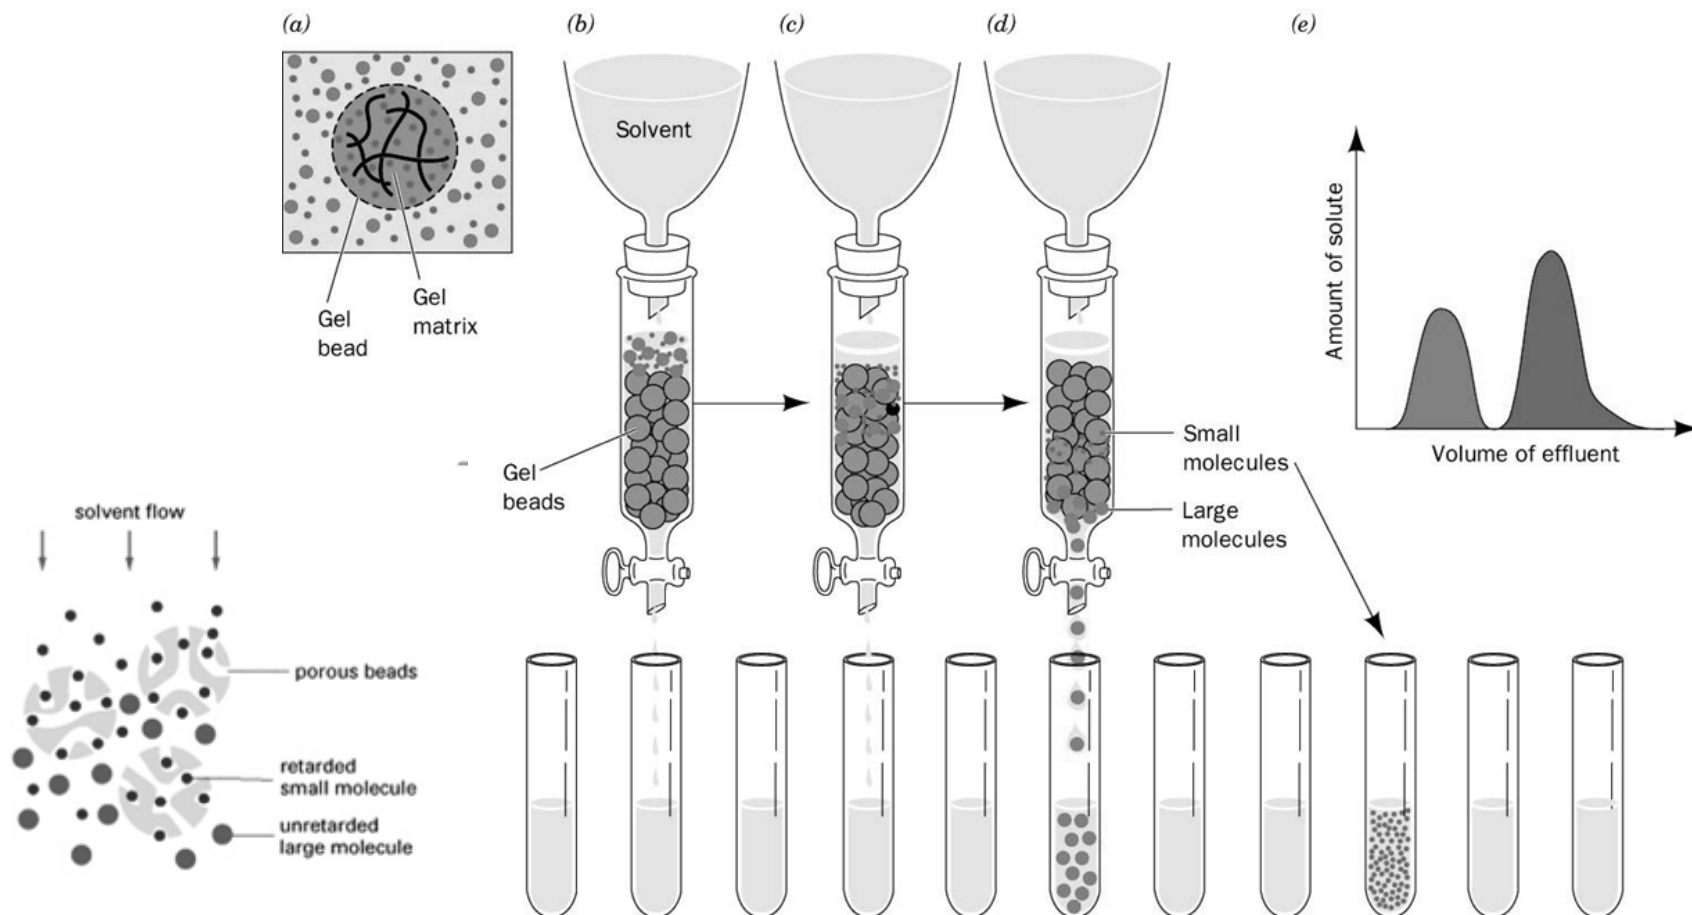 (a)
(b)
(c)
(d)
(e)
Solvent
Gel
bead
Gel
matrix
Gel
beads
Small
molecules
Large
molecules
Amount of solute
Volume of effluent
solvent flow
porous beads
retarded
small molecule
unretarded
large molecule